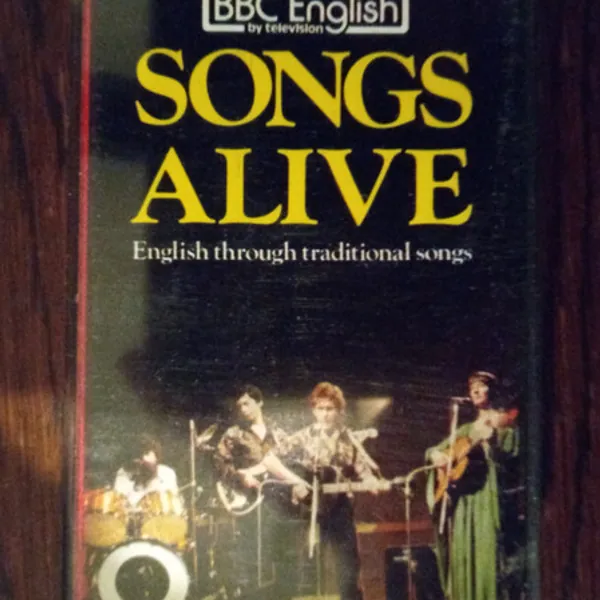 BBC English
by television
SONGS
ALIVE
English through traditional songs